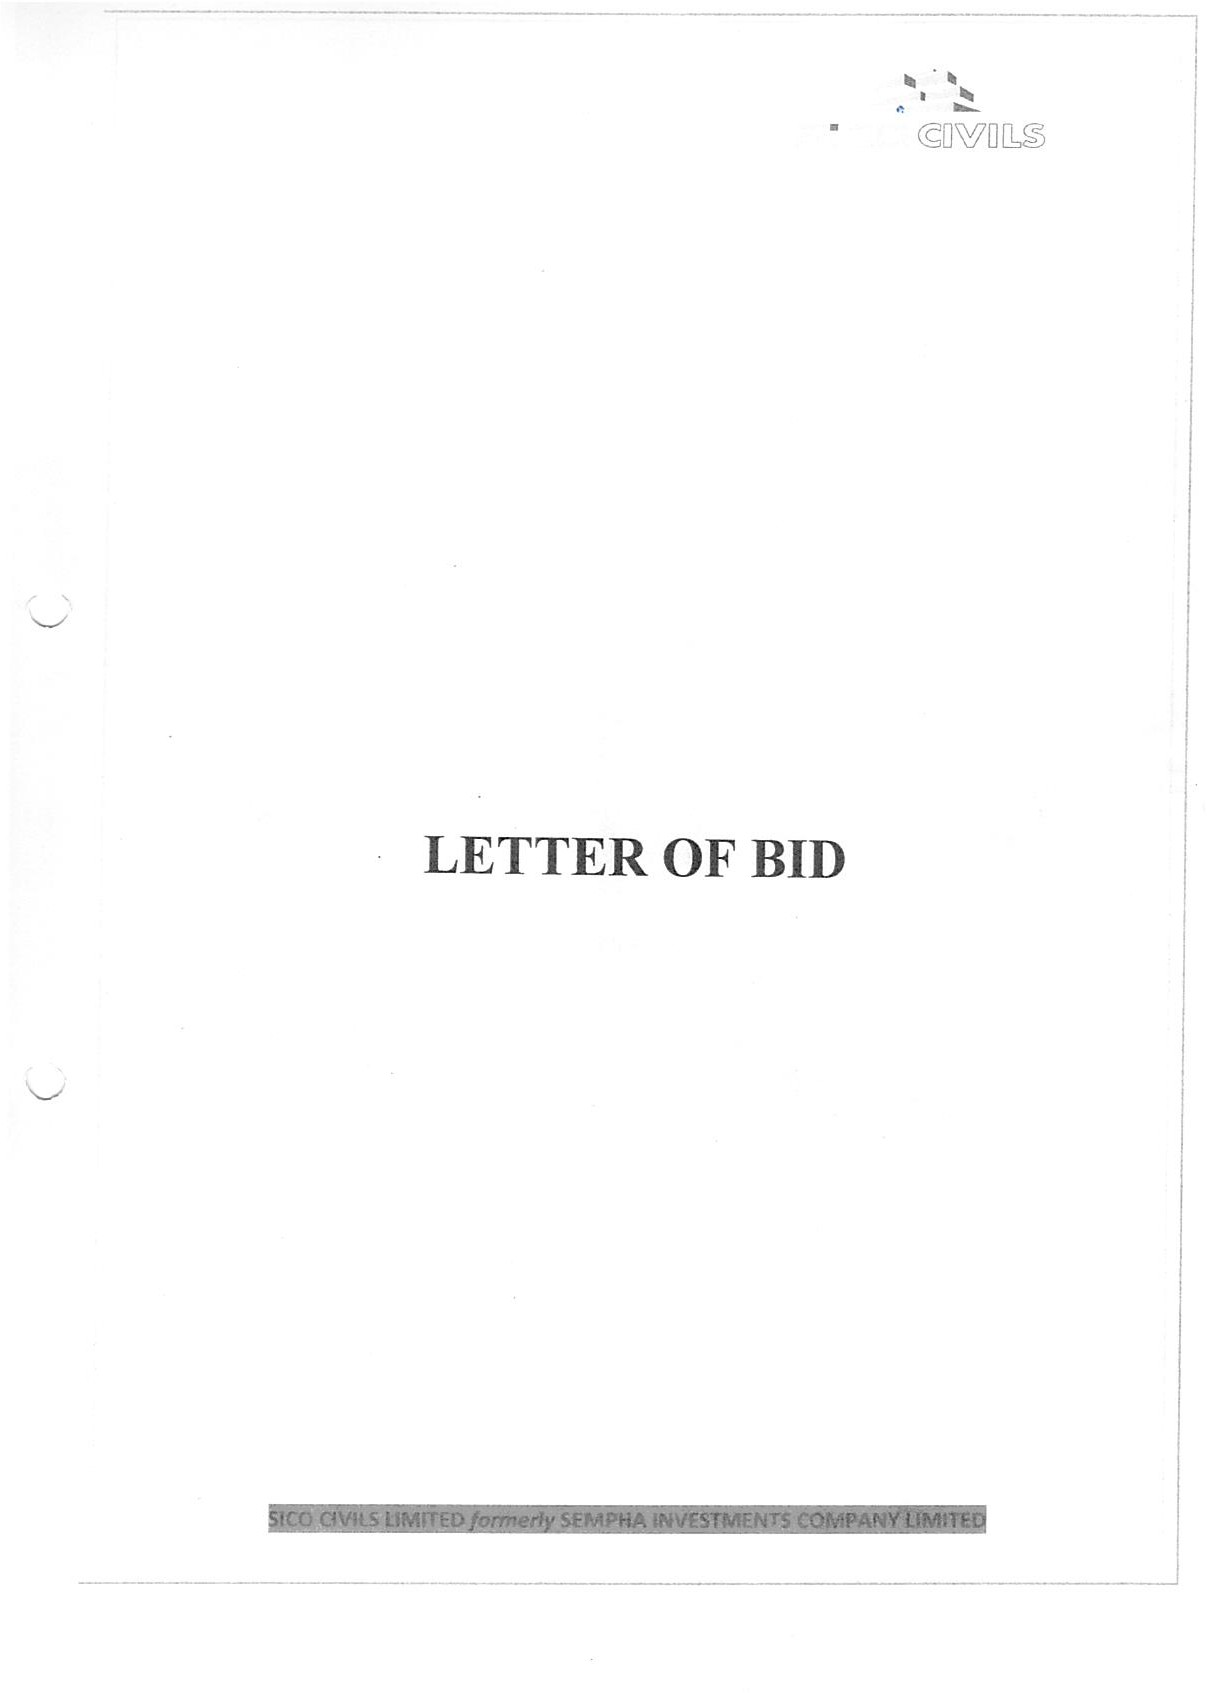 CIVILS
LETTER OF BID
SICO CIVILS LIMITED formerly SEMPHA INVESTMENTS COMPANY LIMITED